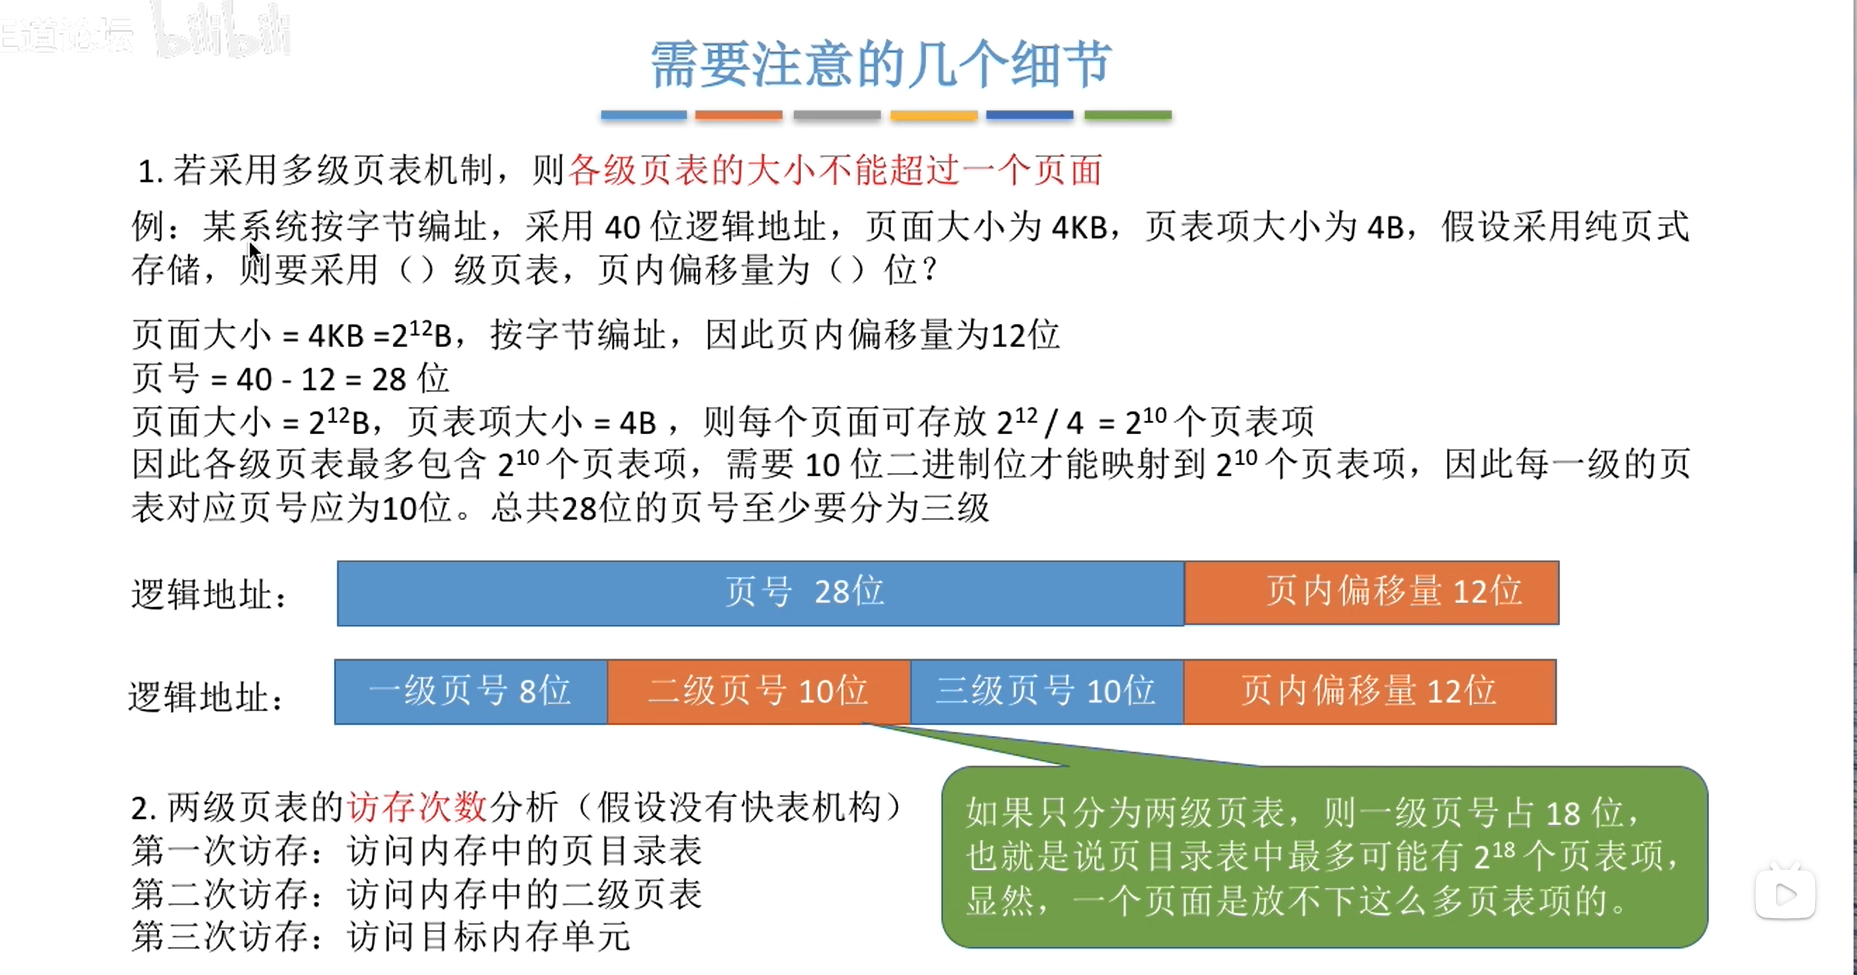 王道论坛 bilibili
需要注意的几个细节
1. 若采用多级页表机制，则各级页表的大小不能超过一个页面
例：某系统按字节编址，采用 40 位逻辑地址，页面大小为 4KB，页表项大小为 4B，假设采用纯页式
存储，则要采用（）级页表，页内偏移量为（）位？
页面大小 = 4KB =2¹²B，按字节编址，因此页内偏移量为12位
页号 = 40 - 12 = 28 位
页面大小 = 2¹²B，页表项大小 = 4B ，则每个页面可存放 2¹² / 4 = 2¹⁰ 个页表项
因此各级页表最多包含 2¹⁰ 个页表项，需要 10 位二进制位才能映射到 2¹⁰ 个页表项，因此每一级的页
表对应页号应为10位。总共28位的页号至少要分为三级
逻辑地址： 页号 28位 页内偏移量 12位
逻辑地址： 一级页号 8位 二级页号 10位 三级页号 10位 页内偏移量 12位
2. 两级页表的访存次数分析（假设没有快表机构）
第一次访存：访问内存中的页目录表
第二次访存：访问内存中的二级页表
第三次访存：访问目标内存单元
如果只分为两级页表，则一级页号占 18 位，
也就是说页目录表中最多可能有 2¹⁸ 个页表项，
显然，一个页面是放不下这么多页表项的。